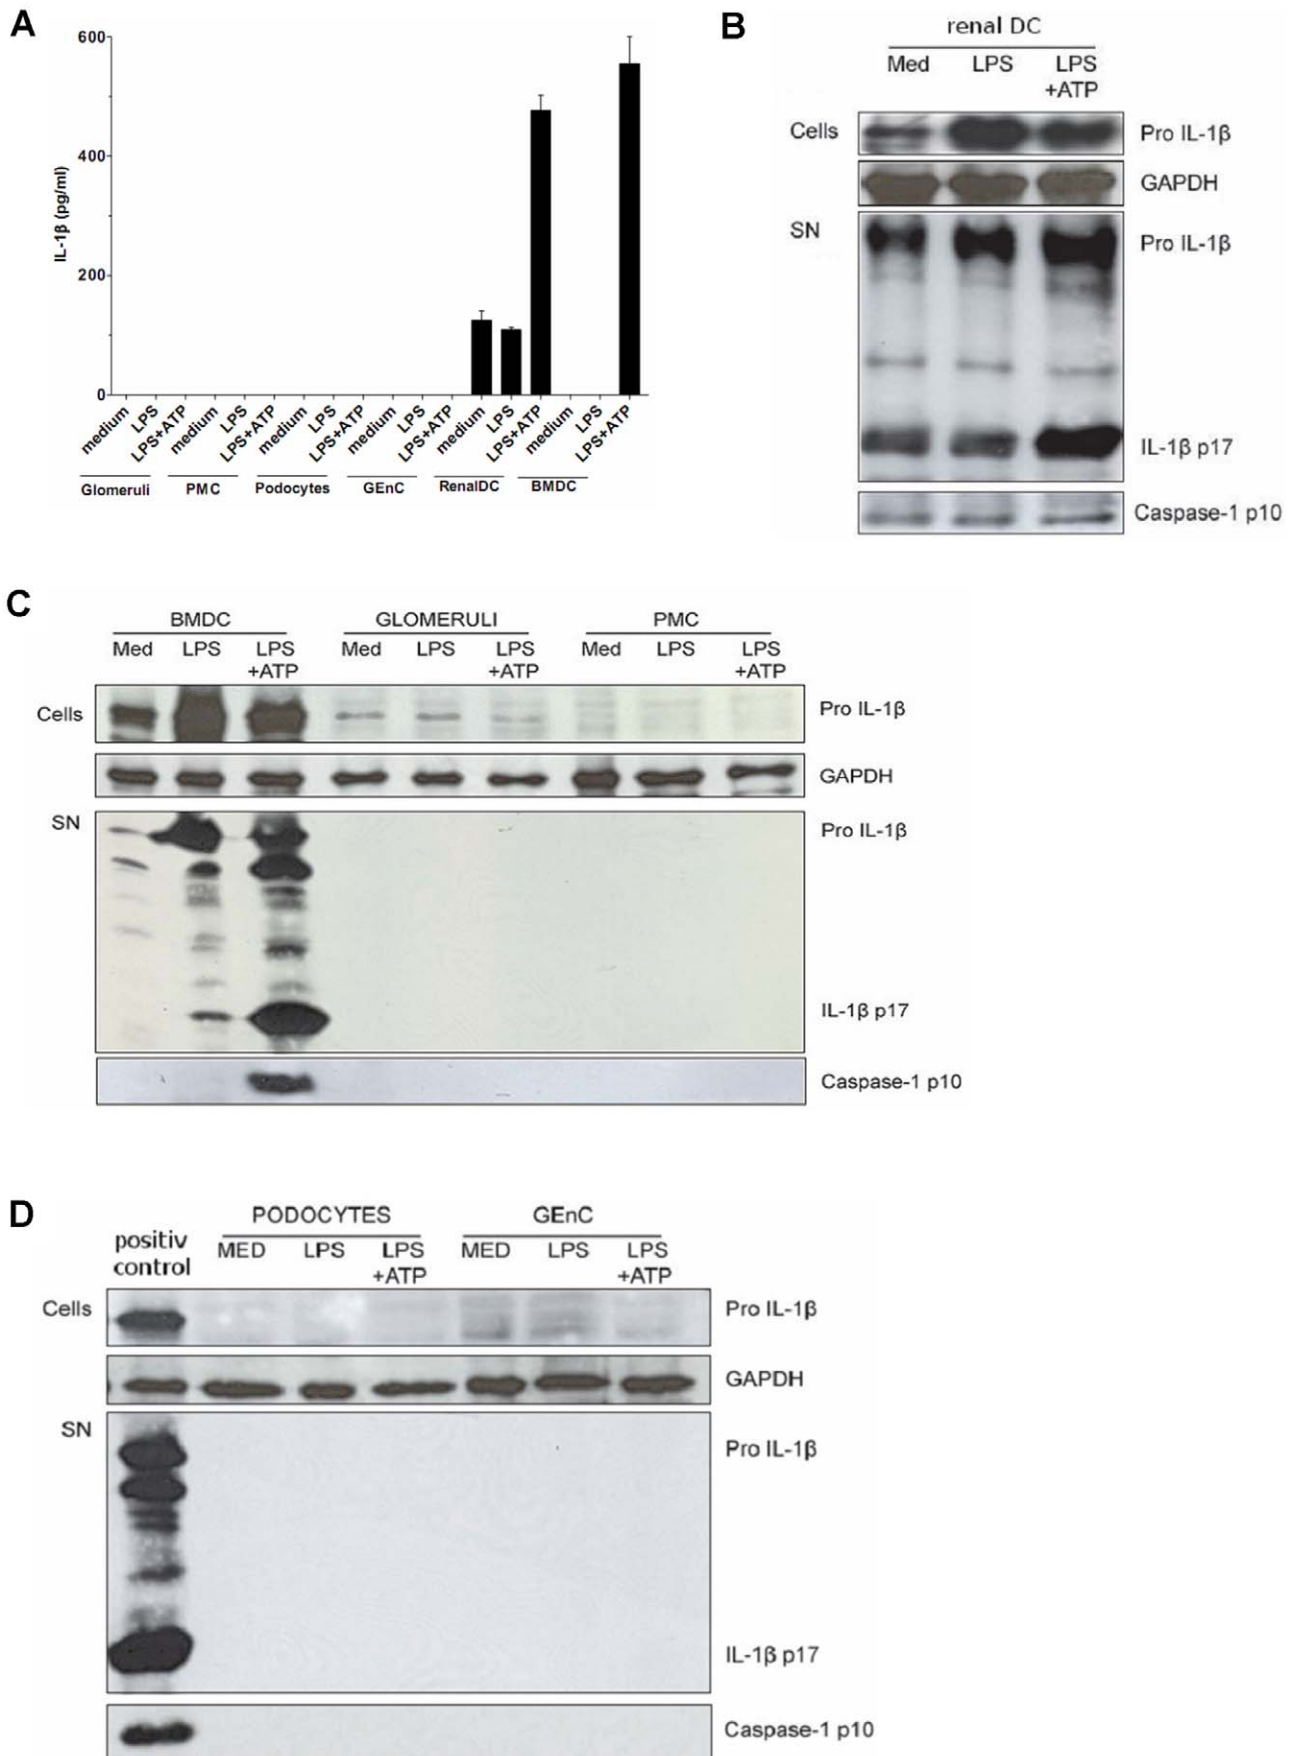 A
600
400
200
0
IL-1β (pg/ml)
medium LPS LPS+ATP medium LPS LPS+ATP medium LPS LPS+ATP medium LPS LPS+ATP medium LPS LPS+ATP medium LPS LPS+ATP
Glomeruli PMC Podocytes GEnC RenalDC BMDC
B
renal DC
Med LPS LPS
+ATP
Cells Pro IL-1β
GAPDH
SN Pro IL-1β
IL-1β p17
Caspase-1 p10
C
BMDC GLOMERULI PMC
Med LPS LPS Med LPS LPS Med LPS LPS
+ATP +ATP +ATP
Cells Pro IL-1β
GAPDH
SN Pro IL-1β
IL-1β p17
Caspase-1 p10
D
PODOCYTES GEnC
positiv MED LPS LPS MED LPS LPS
control +ATP +ATP
Cells Pro IL-1β
GAPDH
SN Pro IL-1β
IL-1β p17
Caspase-1 p10